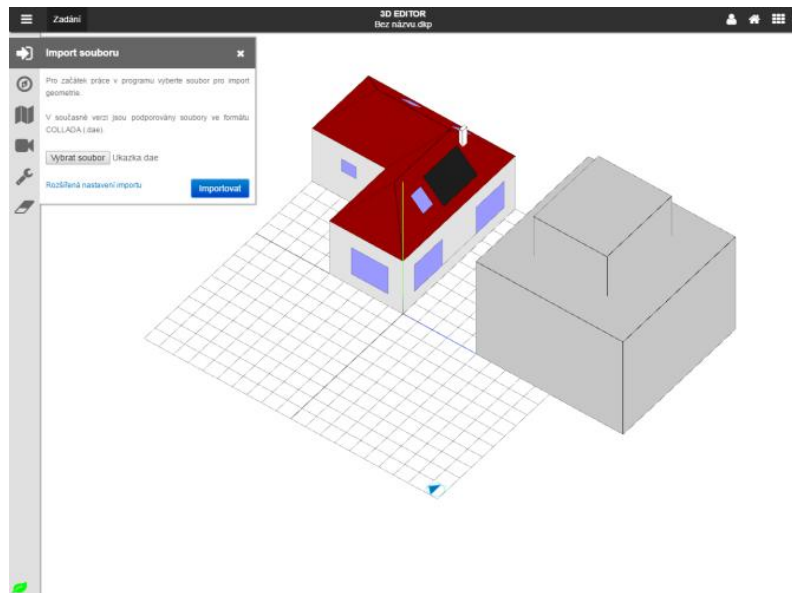 Zadání
3D EDITOR
Bez názvu.dkp
Import souboru
Pro začátek práce v programu vyberte soubor pro import
geometrie.
V současné verzi jsou podporovány soubory ve formátu
COLLADA (.dae).
Vybrat soubor Ukazka.dae
Rozšířená nastavení importu
Importovat